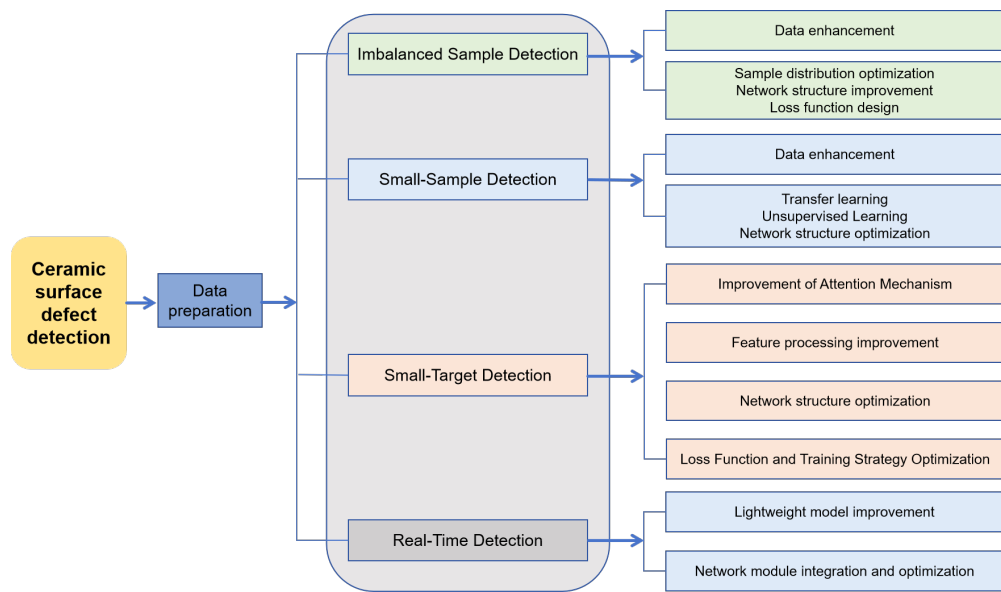 Ceramic
surface
defect
detection
Data
preparation
Imbalanced Sample Detection
Small-Sample Detection
Small-Target Detection
Real-Time Detection
Data enhancement
Sample distribution optimization
Network structure improvement
Loss function design
Data enhancement
Transfer learning
Unsupervised Learning
Network structure optimization
Improvement of Attention Mechanism
Feature processing improvement
Network structure optimization
Loss Function and Training Strategy Optimization
Lightweight model improvement
Network module integration and optimization